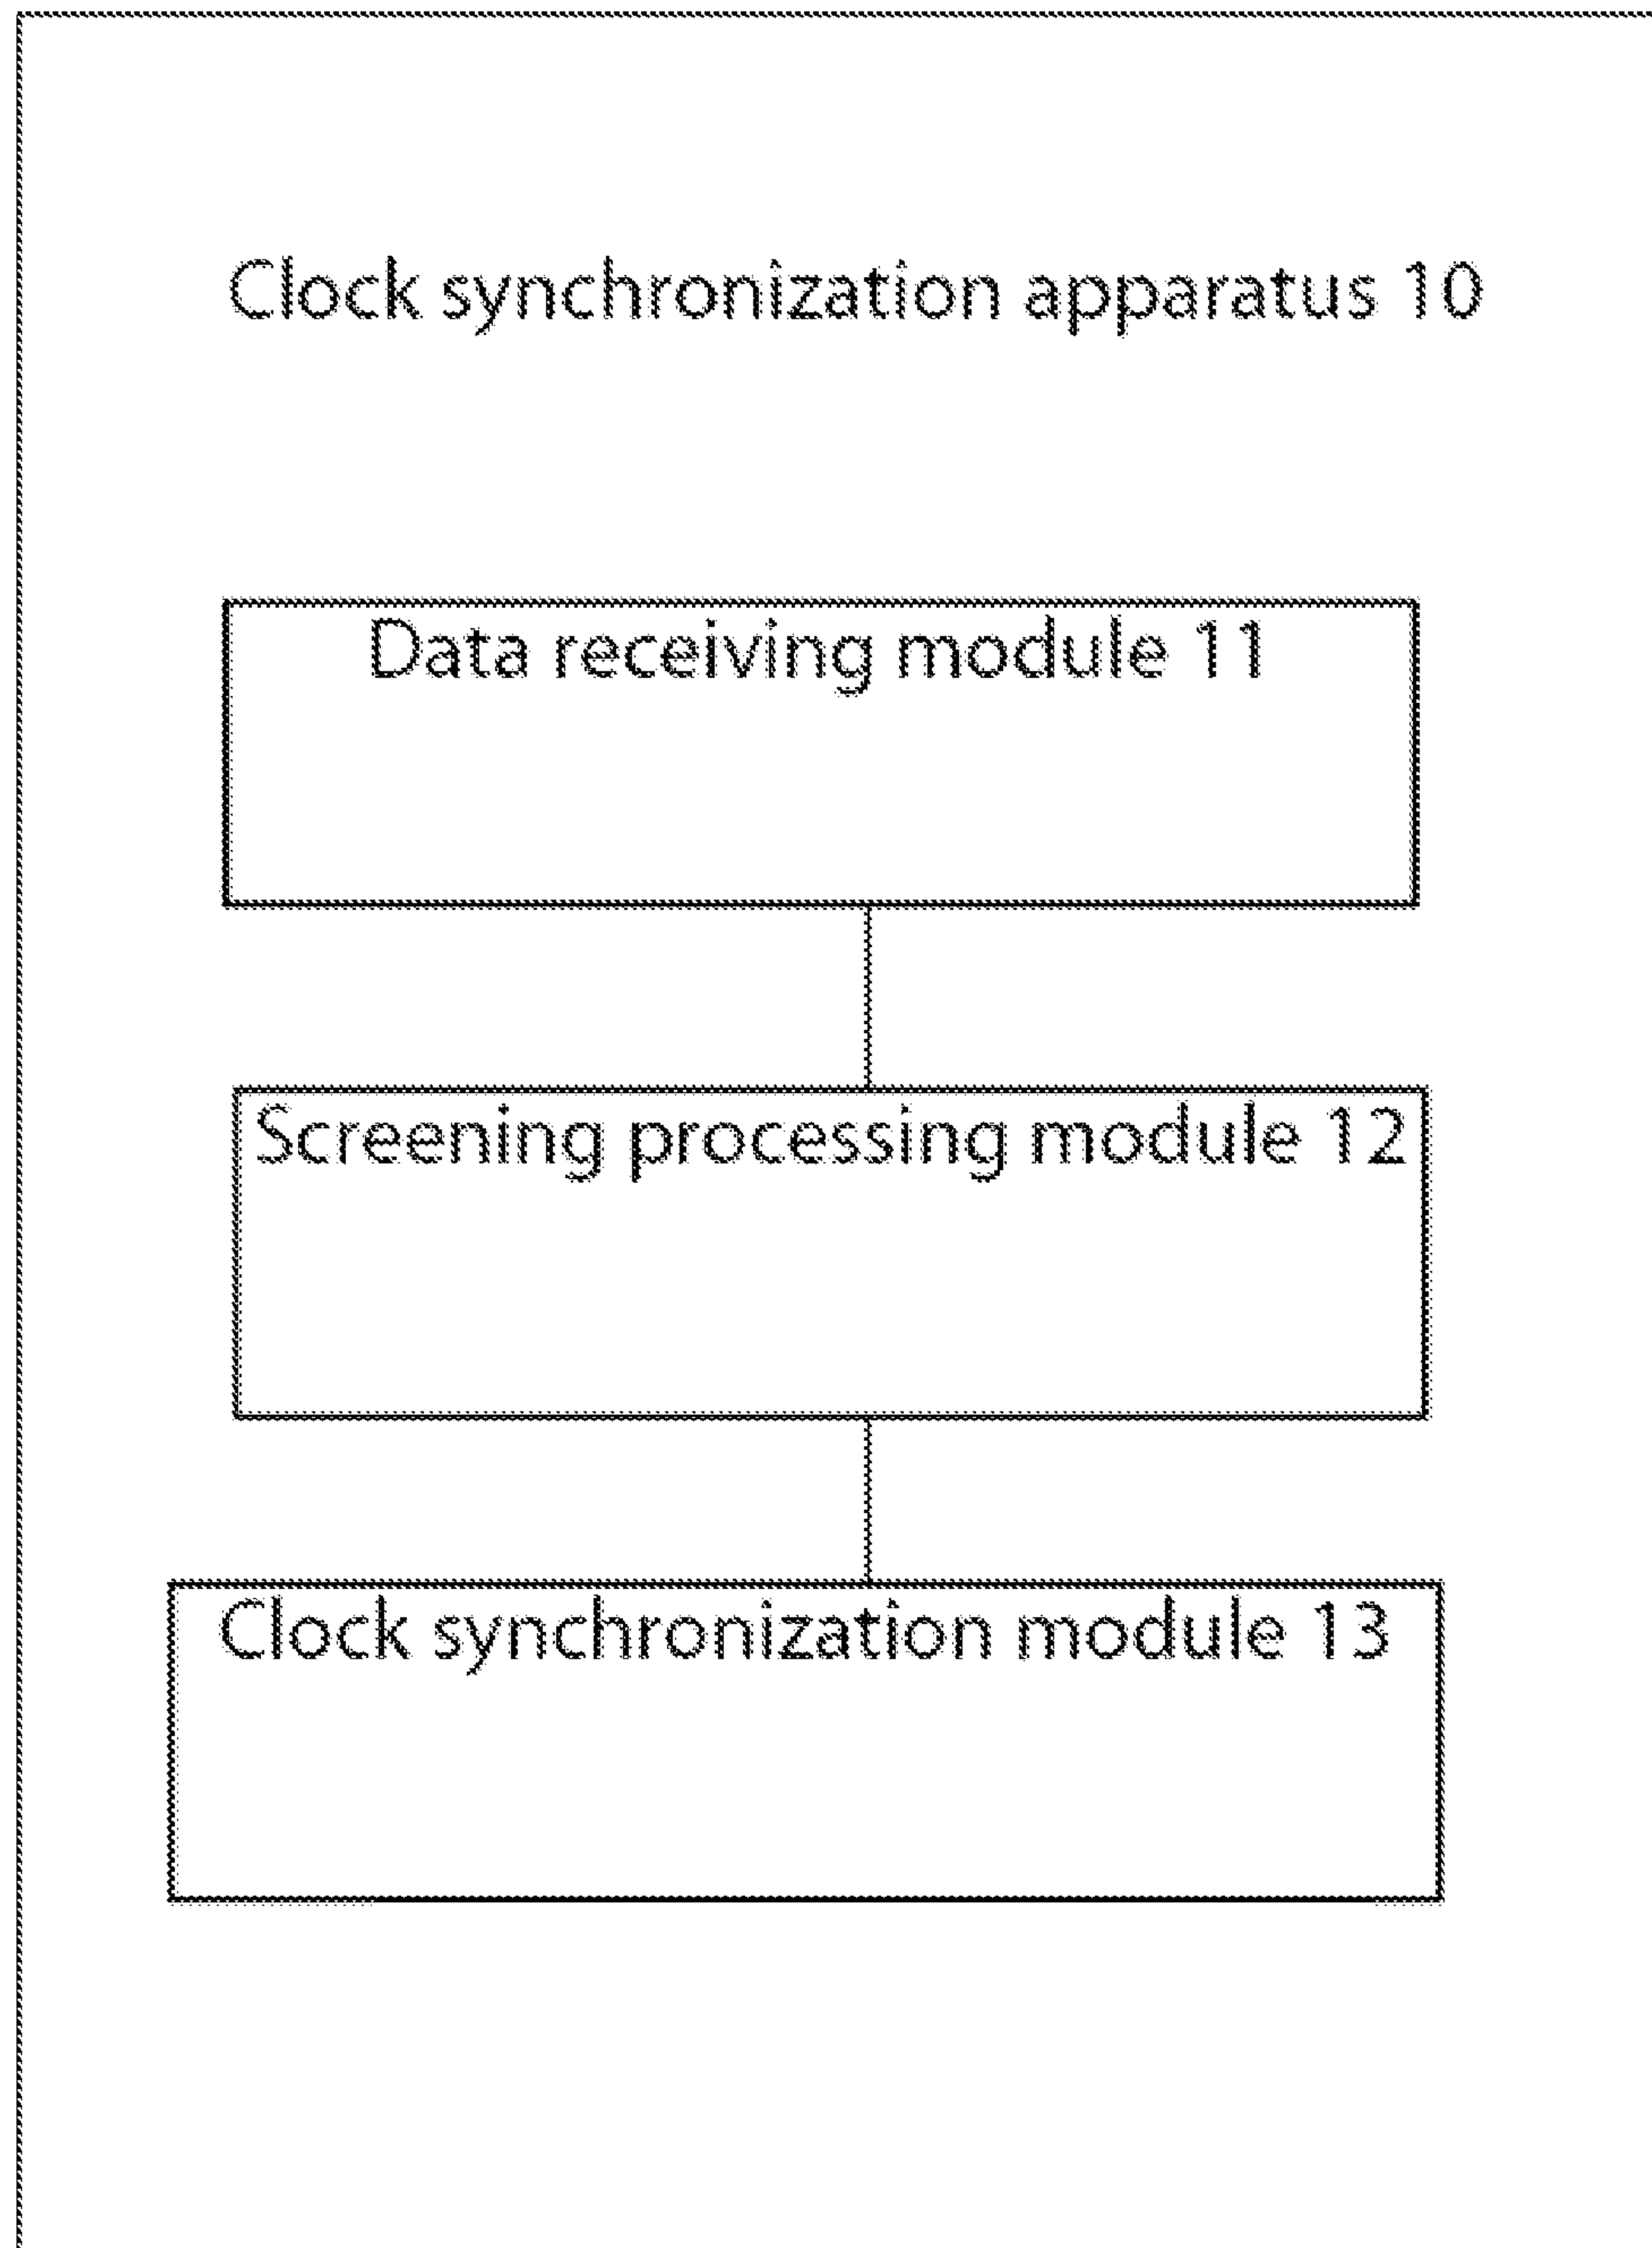 Clock synchronization apparatus 10
Data receiving module 11
Screening processing module 12
Clock synchronization module 13